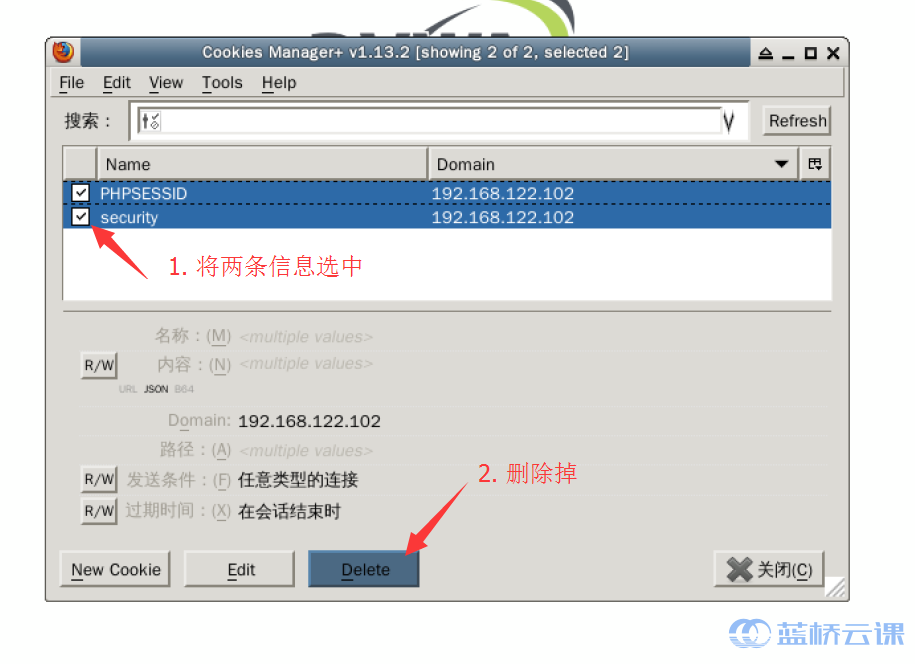 Cookies Manager+ v1.13.2 [showing 2 of 2, selected 2]
File Edit View Tools Help
搜索： Refresh
Name Domain
PHPSESSID 192.168.122.102
security 192.168.122.102
1. 将两条信息选中
名称：(M) <multiple values>
R/W 内容：(N) <multiple values>
URL JSON B64
Domain: 192.168.122.102
路径：(A) <multiple values>
2. 删除掉
R/W 发送条件：(F) 任意类型的连接
R/W 过期时间：(X) 在会话结束时
New Cookie Edit Delete 关闭(C)
蓝桥云课